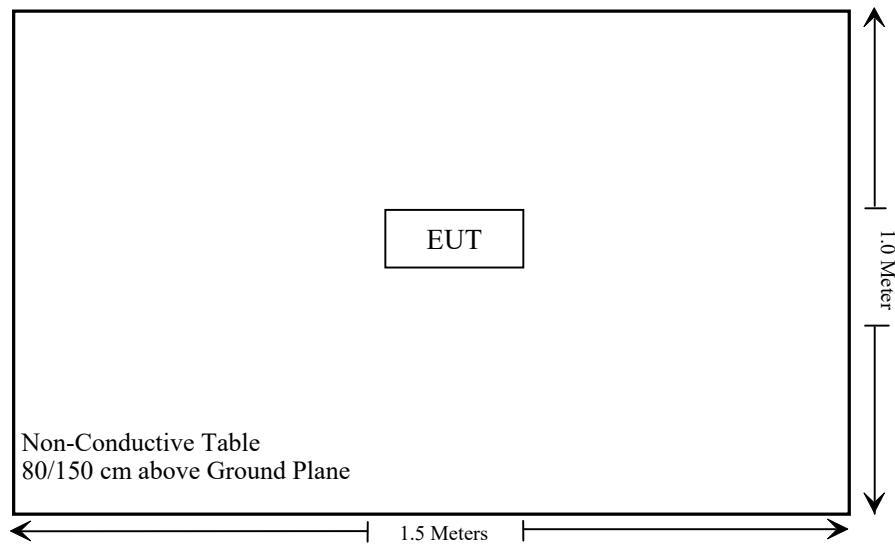 EUT
1.0 Meter
Non-Conductive Table
80/150 cm above Ground Plane
1.5 Meters